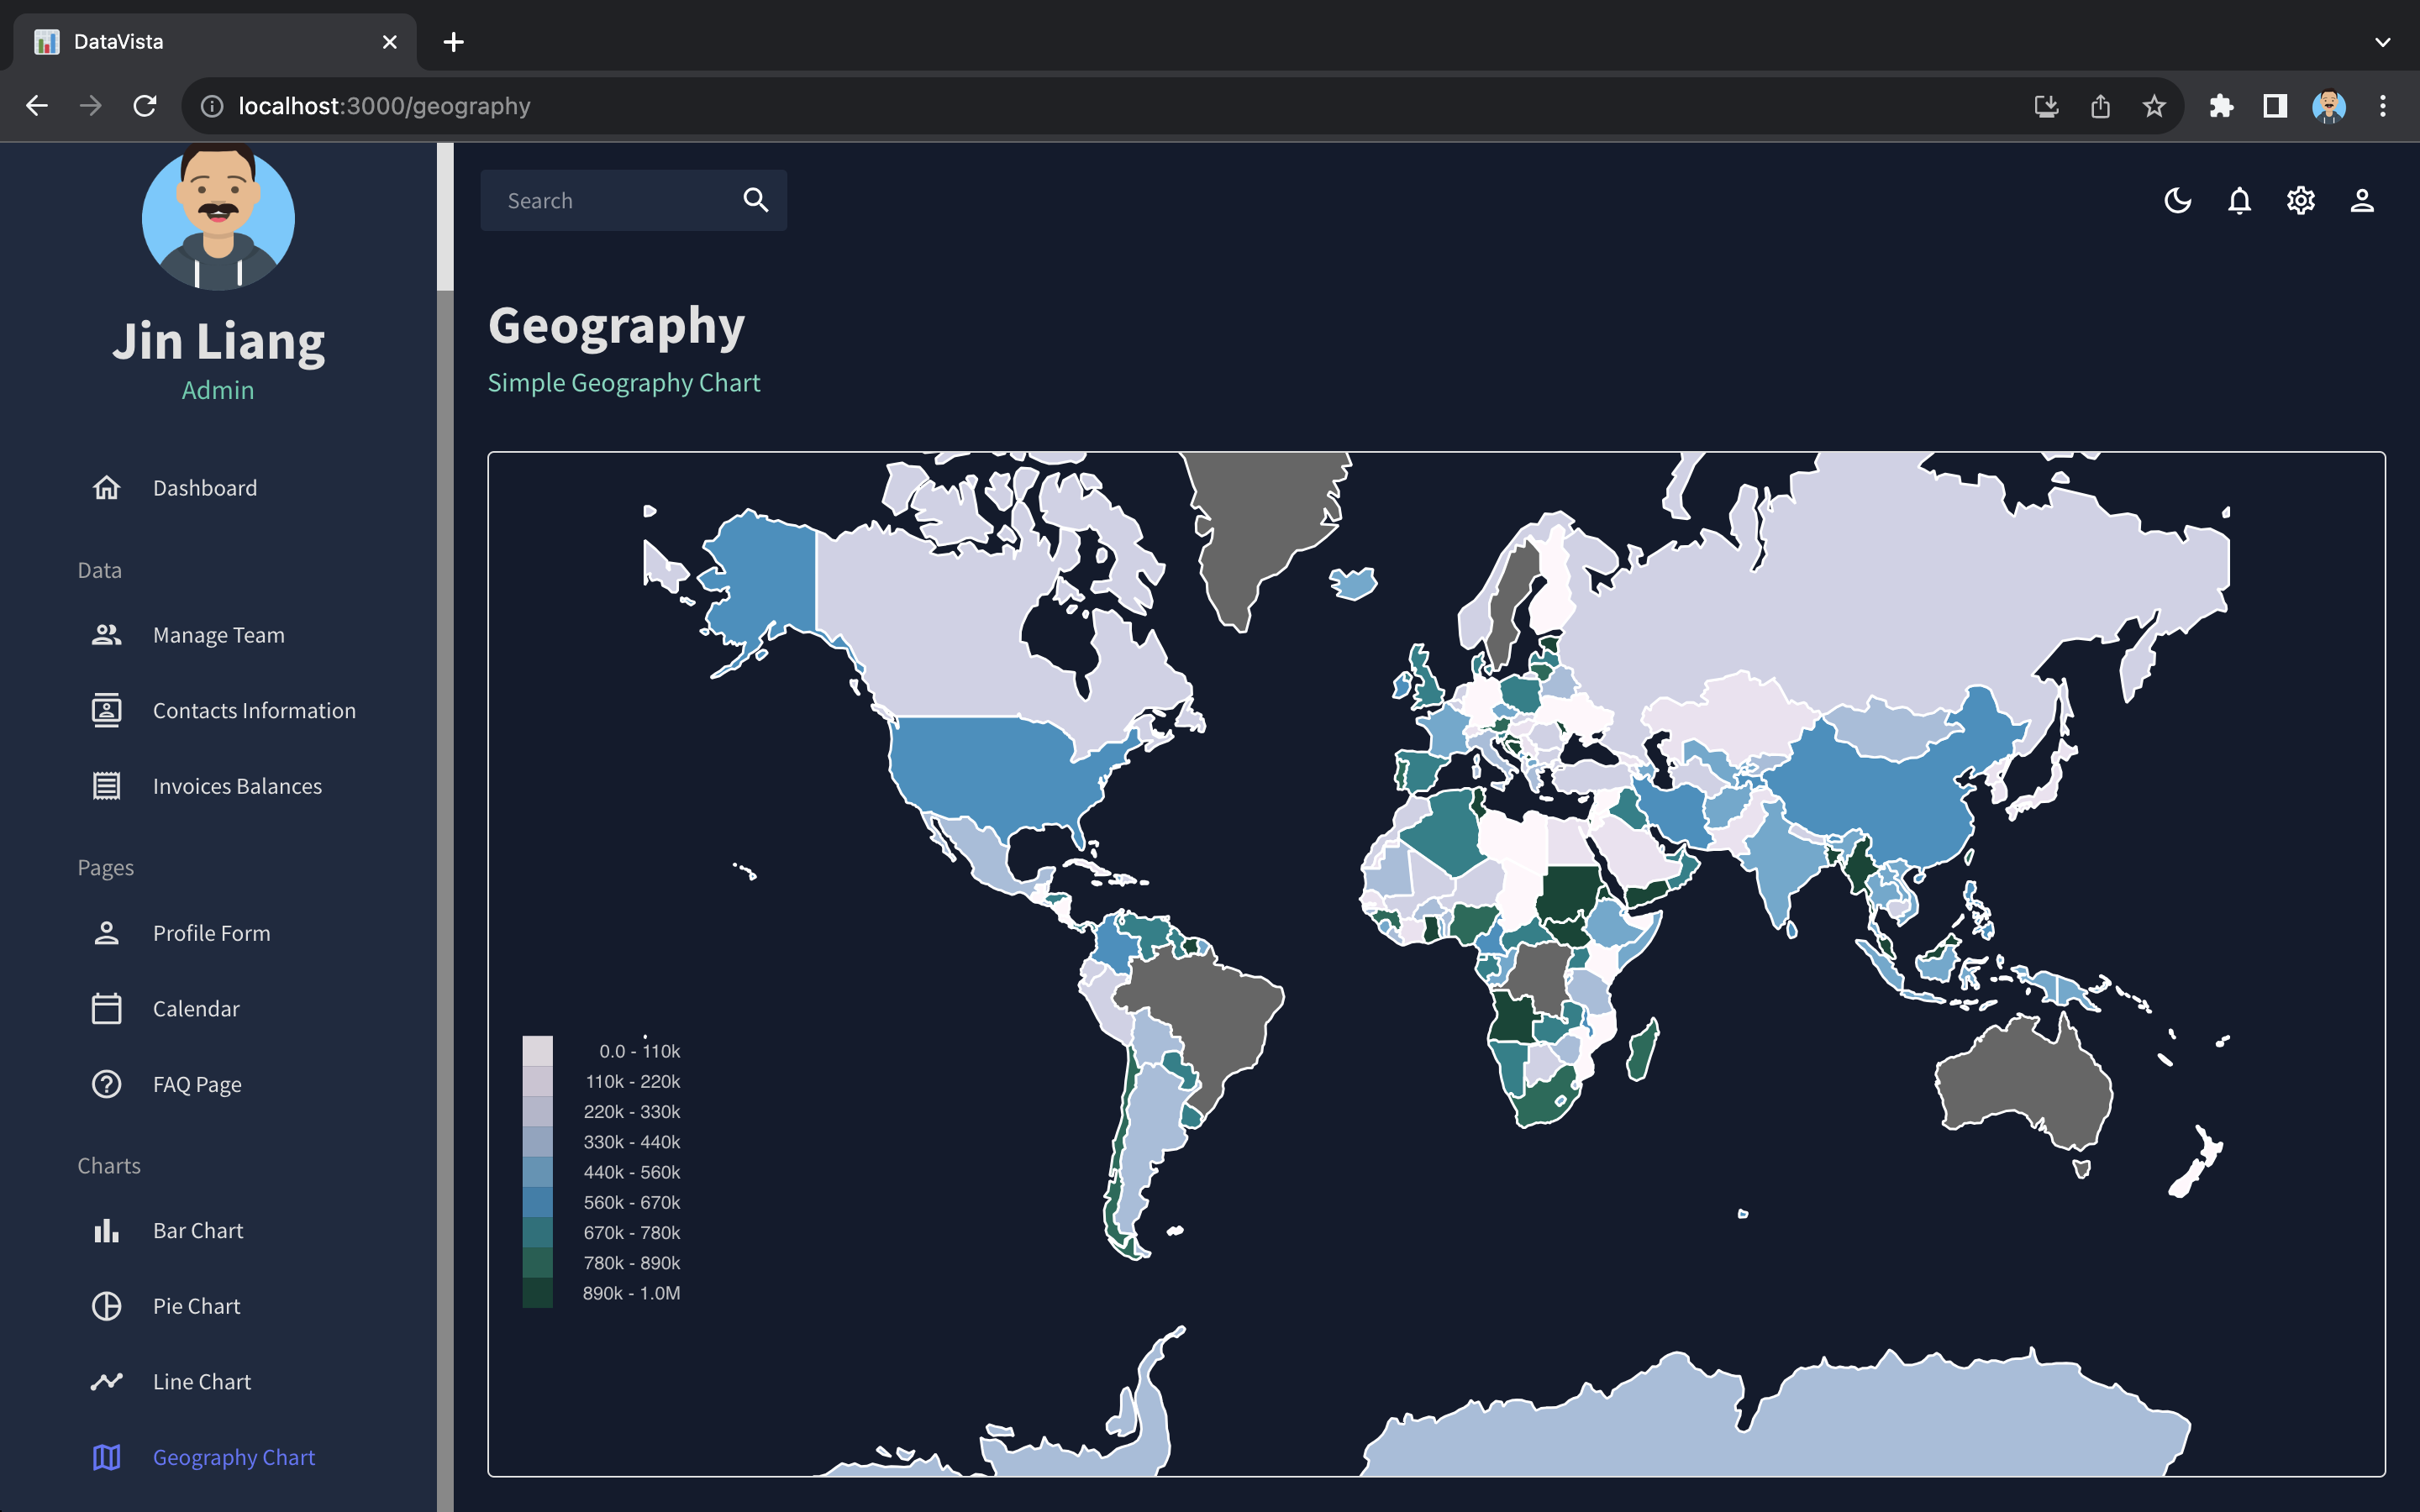 DataVista
localhost:3000/geography
Search
Jin Liang
Admin
Dashboard
Data
Manage Team
Contacts Information
Invoices Balances
Pages
Profile Form
Calendar
FAQ Page
Charts
Bar Chart
Pie Chart
Line Chart
Geography Chart
Geography
Simple Geography Chart
0.0 - 110k
110k - 220k
220k - 330k
330k - 440k
440k - 560k
560k - 670k
670k - 780k
780k - 890k
890k - 1.0M